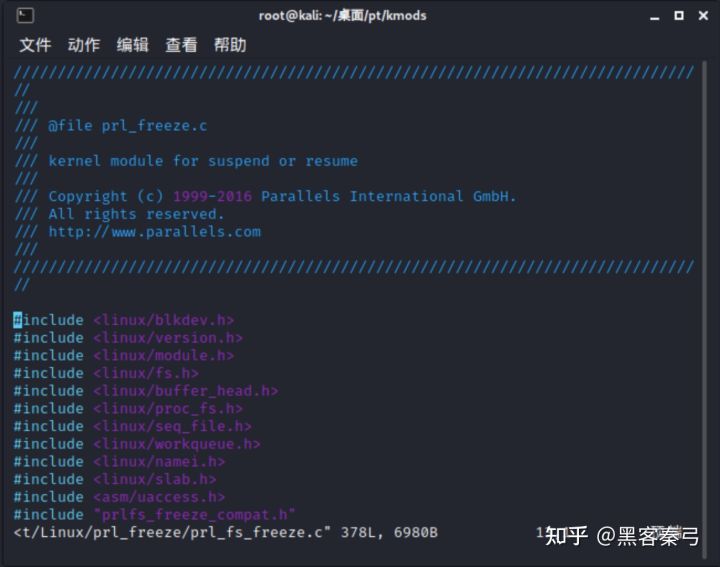 root@kali: ~/桌面/pt/kmods
文件 动作 编辑 查看 帮助
/////////////////////////////////////////////////////////////////////////////
//
///
/// @file prl_freeze.c
///
/// kernel module for suspend or resume
///
/// Copyright (c) 1999-2016 Parallels International GmbH.
/// All rights reserved.
/// http://www.parallels.com
///
/////////////////////////////////////////////////////////////////////////////
//
#include <linux/blkdev.h>
#include <linux/version.h>
#include <linux/module.h>
#include <linux/fs.h>
#include <linux/buffer_head.h>
#include <linux/proc_fs.h>
#include <linux/seq_file.h>
#include <linux/workqueue.h>
#include <linux/namei.h>
#include <linux/slab.h>
#include <asm/uaccess.h>
#include "prlfs_freeze_compat.h"
<t/Linux/prl_freeze/prl_fs_freeze.c" 378L, 6980B
知乎 @黑客秦弓